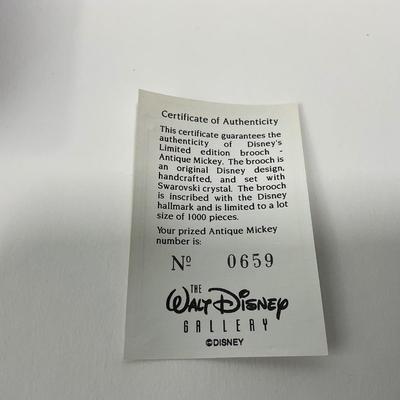 Certificate of Authenticity
This certificate guarantees the
authenticity of Disney's
Limited edition brooch -
Antique Mickey. The brooch is
an original Disney design,
handcrafted, and set with
Swarovski crystal. The brooch
is inscribed with the Disney
hallmark and is limited to a lot
size of 1000 pieces.
Your prized Antique Mickey
number is:
Nº 0659
THE
WALT DISNEY
GALLERY
©DISNEY